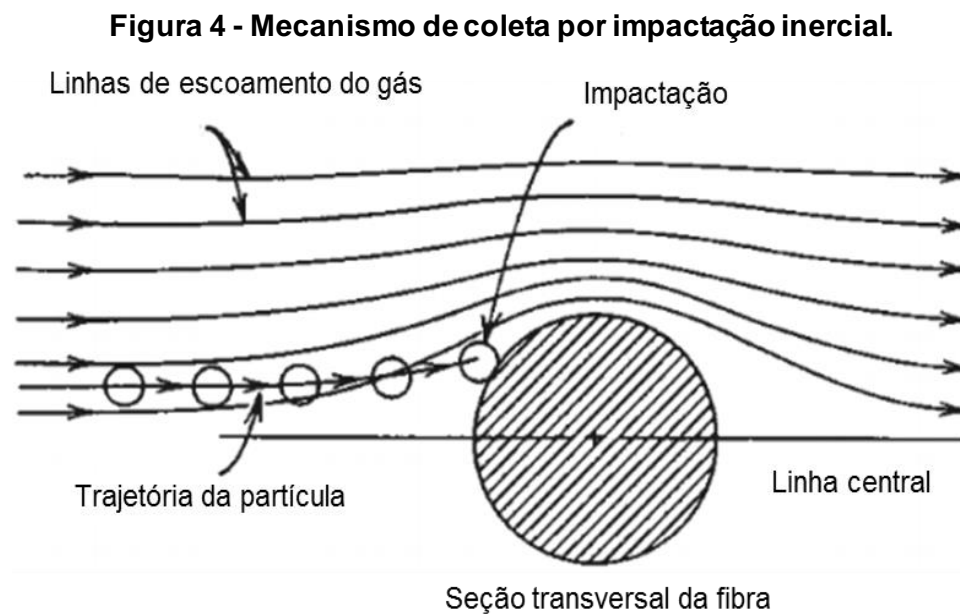 Figura 4 - Mecanismo de coleta por impactação inercial.
Linhas de escoamento do gás
Impactação
Trajetória da partícula
Linha central
Seção transversal da fibra